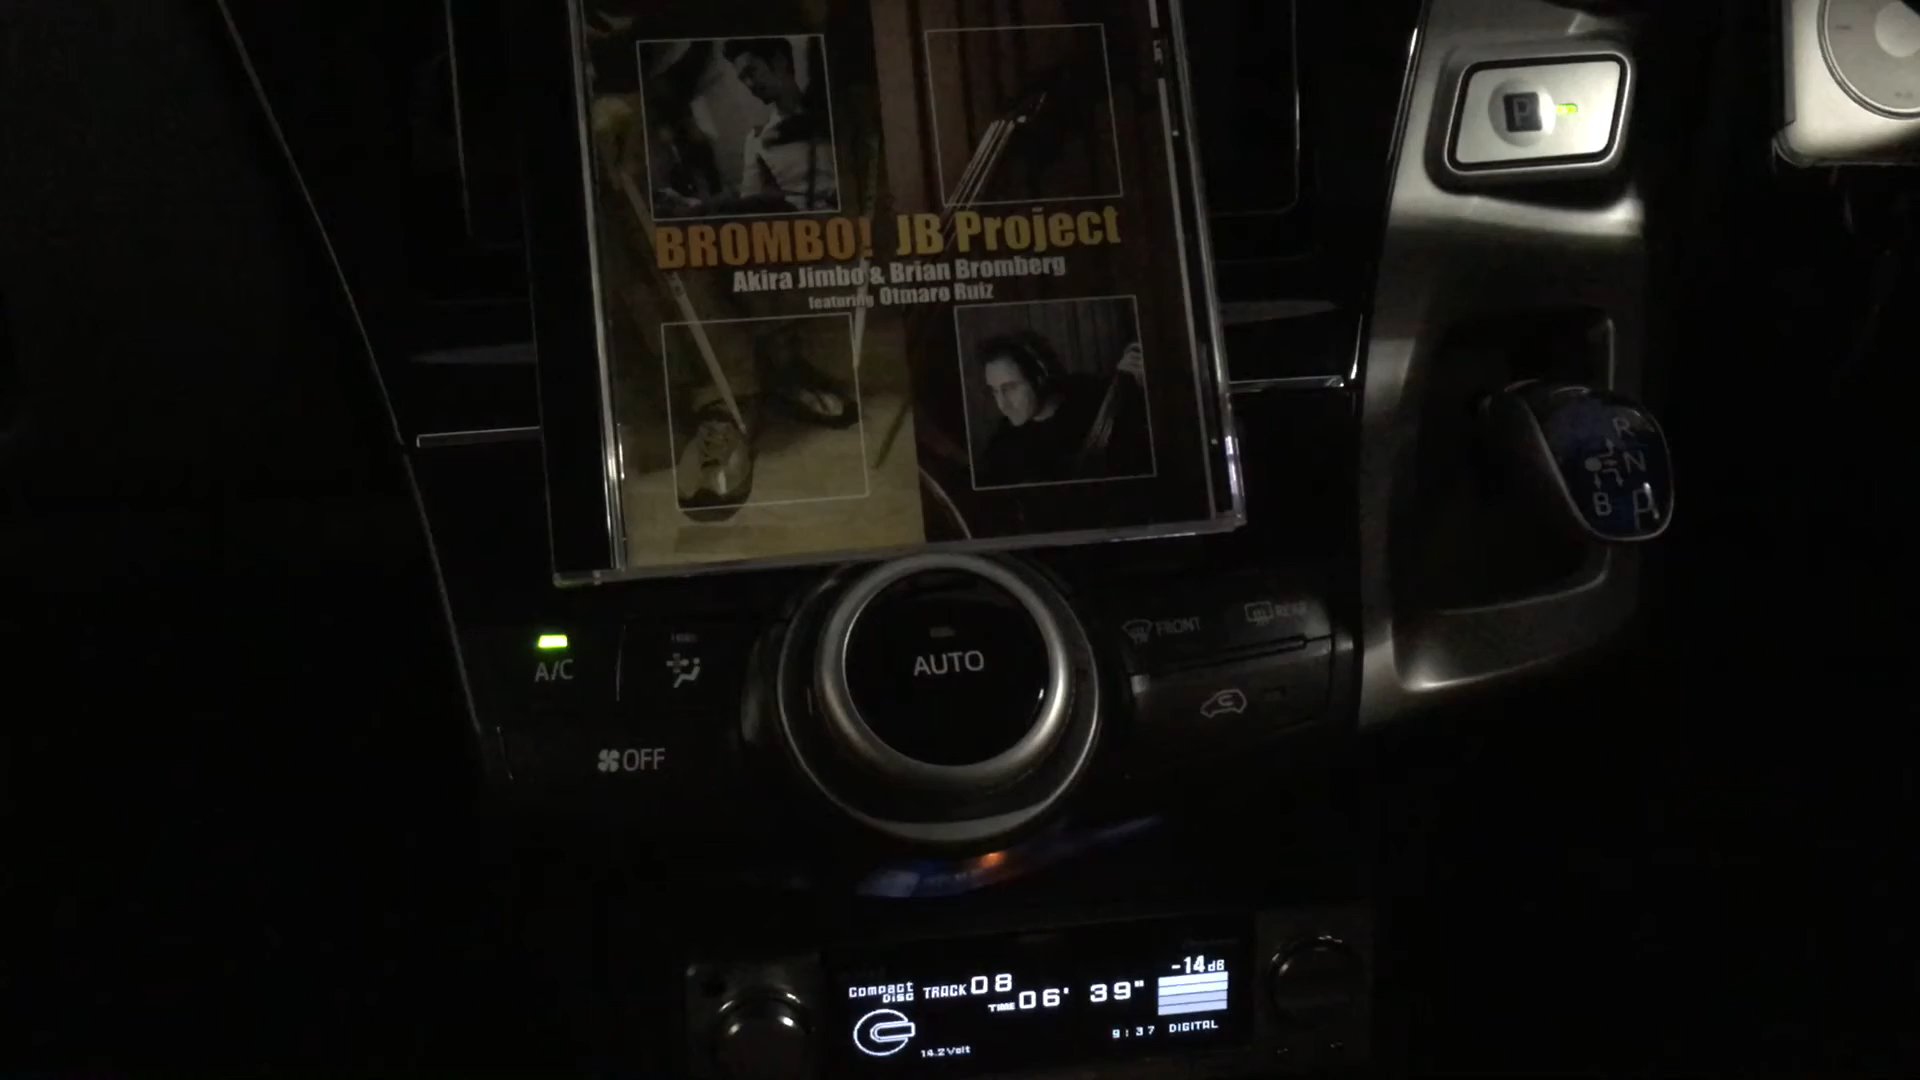 BROMBO! JB Project
Akira Jimbo & Brian Bromberg
featuring Otmaro Ruiz
P
R
N
B
A/C
AUTO
FRONT
REAR
OFF
COMPACT DISC TRACK 08
TIME 06' 39"
-14dB
9:37 DIGITAL
14.2Volt